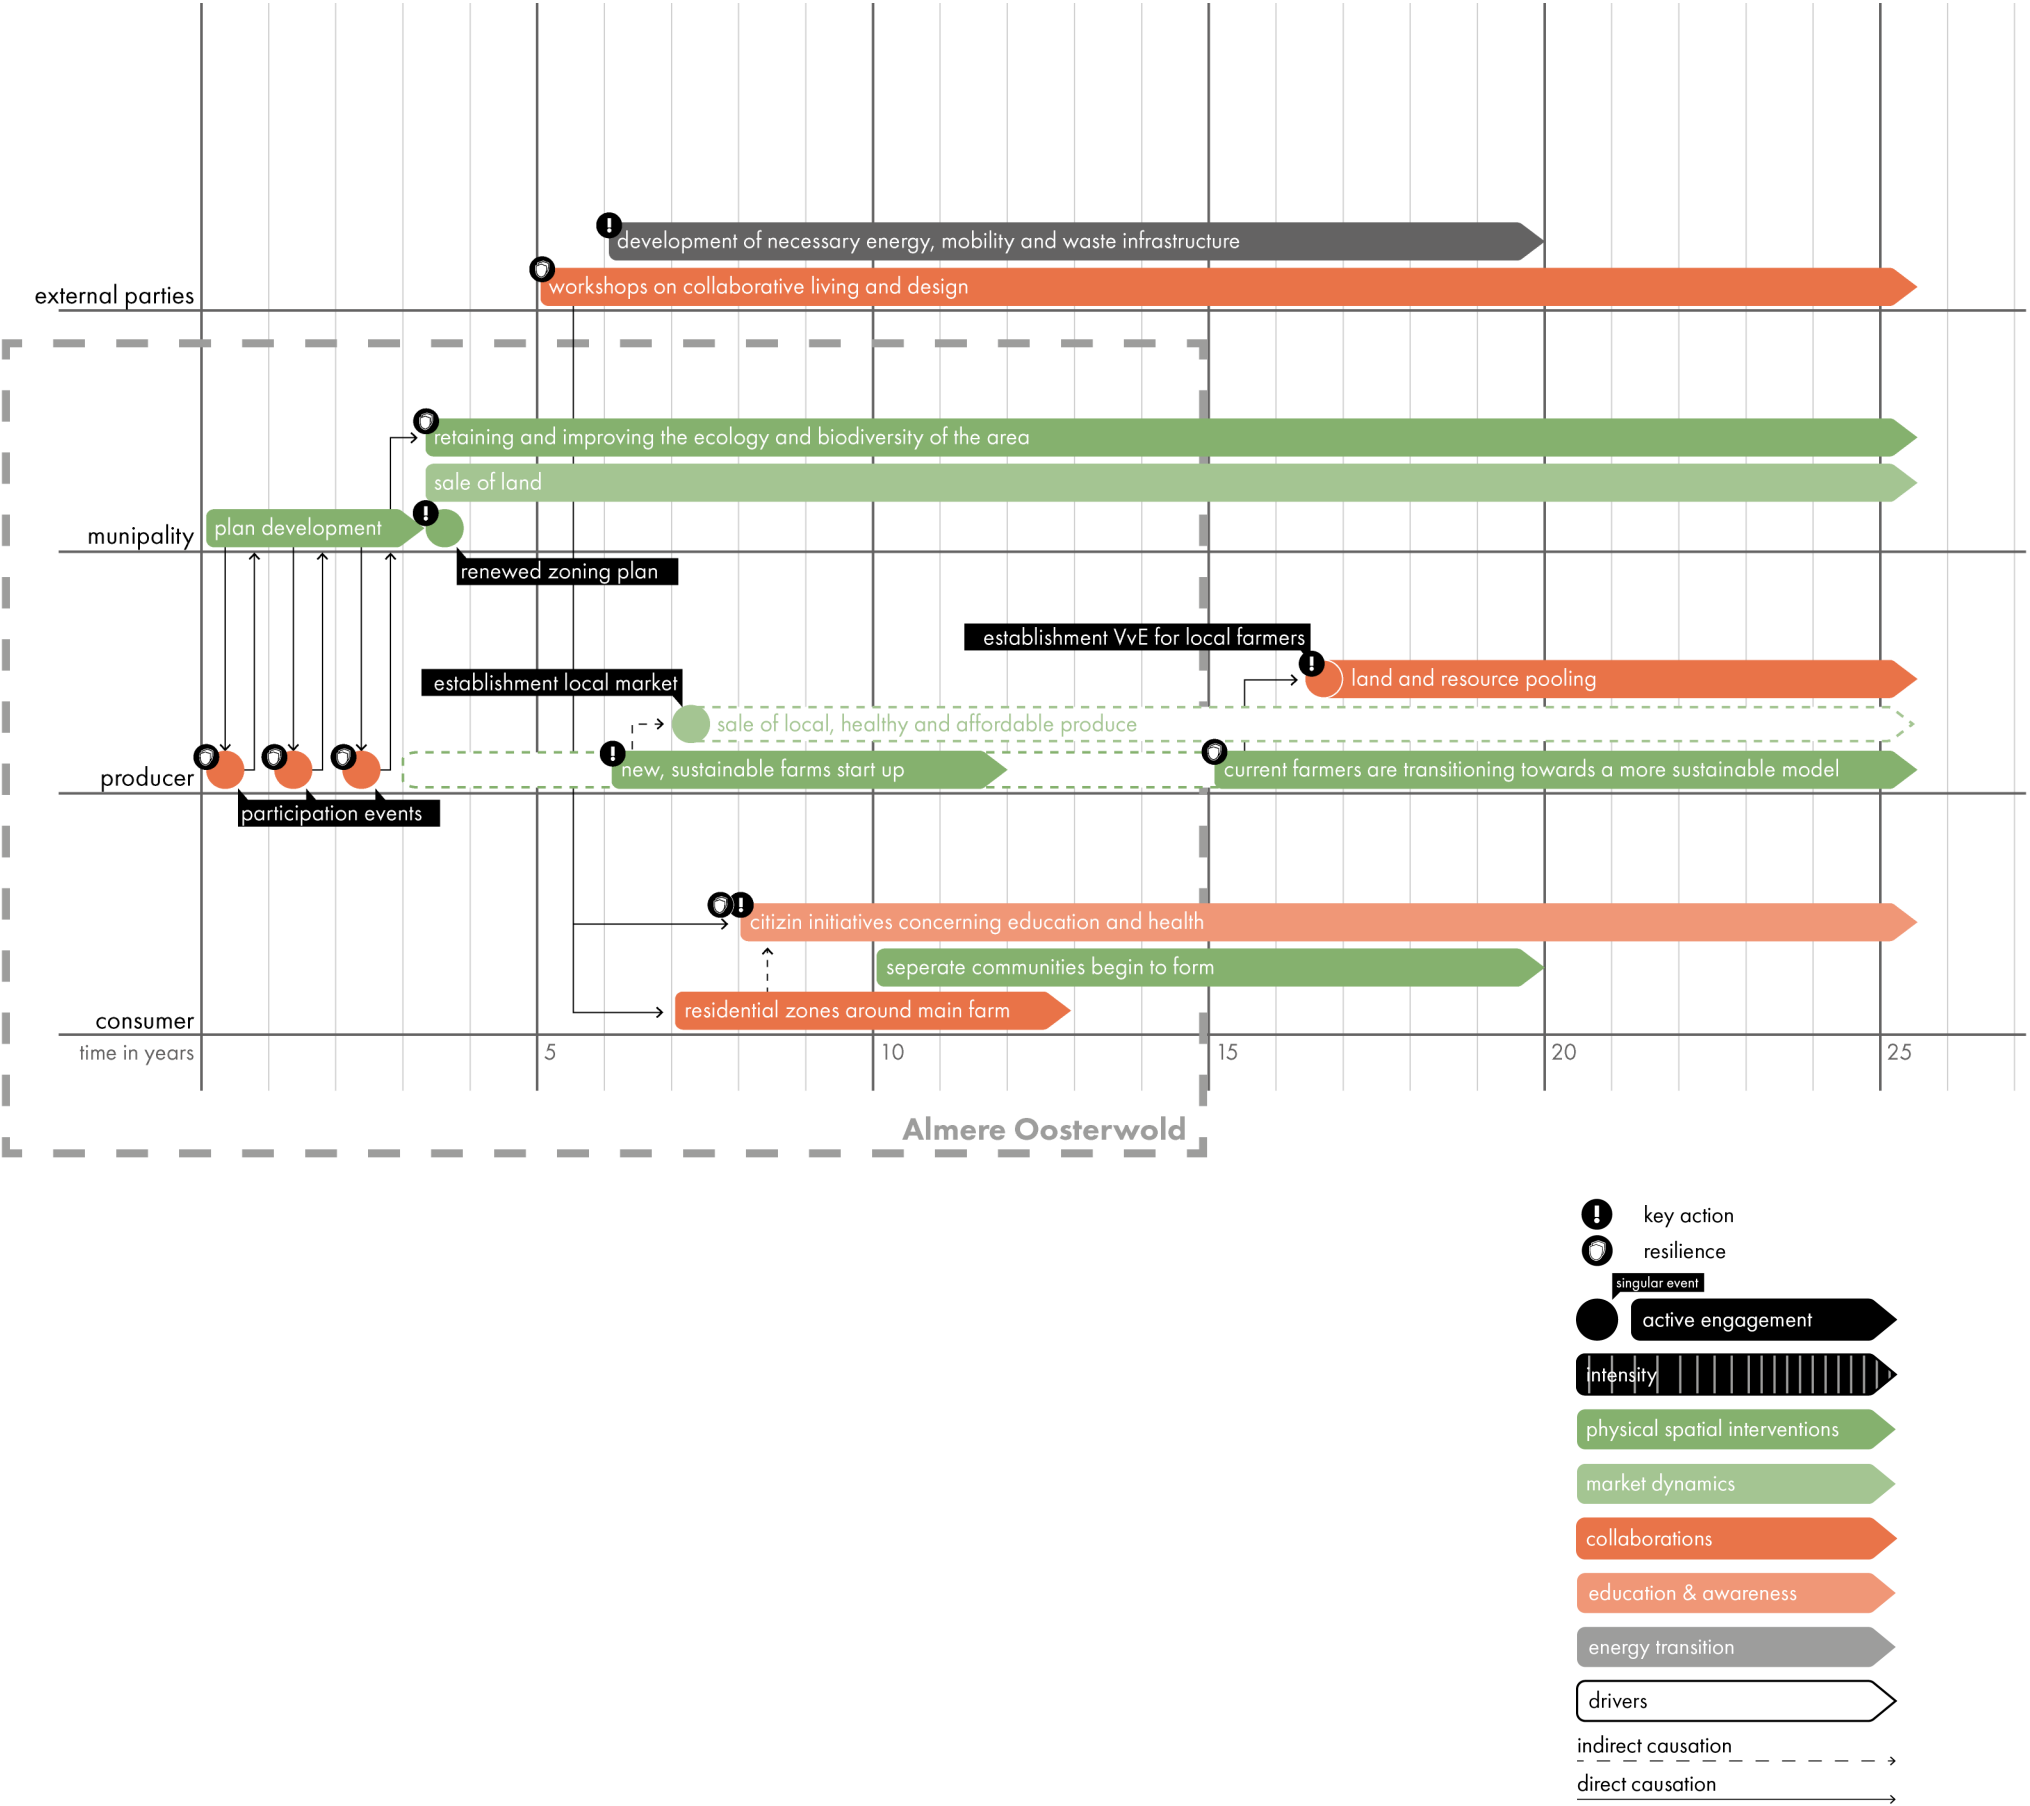 development of necessary energy, mobility and waste infrastructure
workshops on collaborative living and design
external parties
retaining and improving the ecology and biodiversity of the area
sale of land
plan development
munipality
renewed zoning plan
establishment VvE for local farmers
land and resource pooling
establishment local market
sale of local, healthy and affordable produce
new, sustainable farms start up
current farmers are transitioning towards a more sustainable model
producer
participation events
citizin initiatives concerning education and health
seperate communities begin to form
residential zones around main farm
consumer
time in years
5
10
15
20
25
Almere Oosterwold
key action
resilience
singular event
active engagement
intensity
physical spatial interventions
market dynamics
collaborations
education & awareness
energy transition
drivers
indirect causation
direct causation